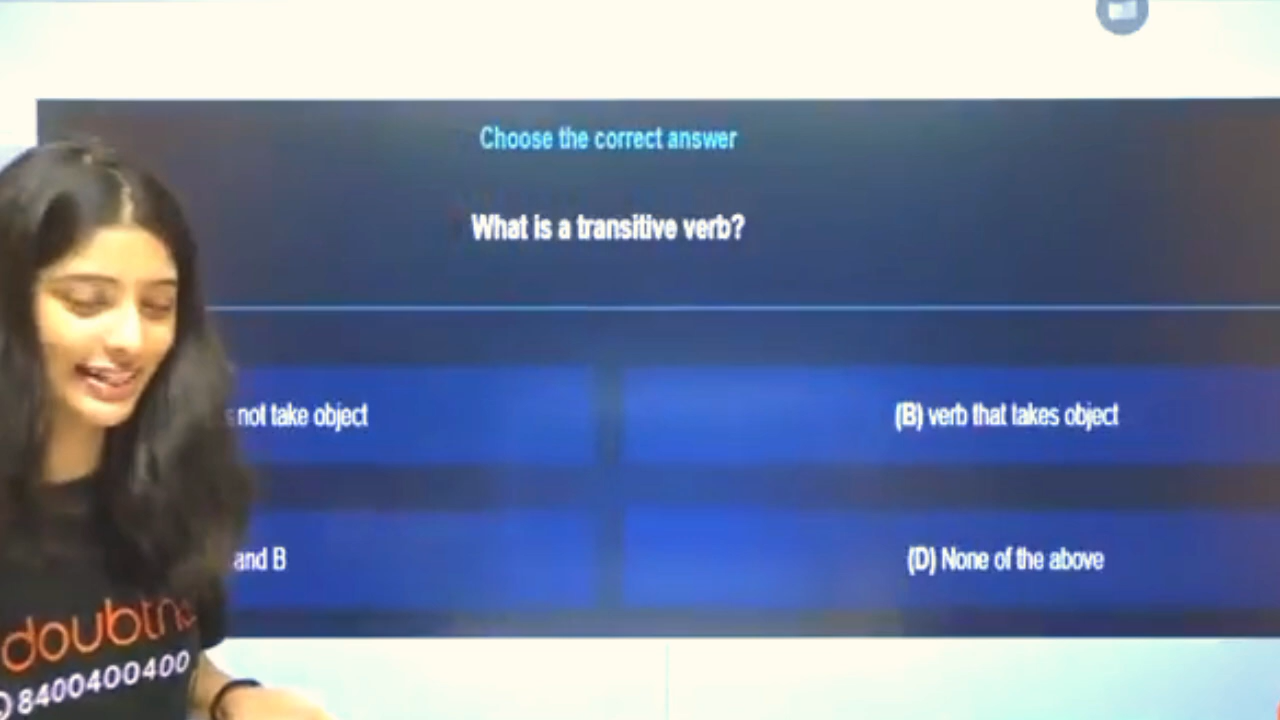 Choose the correct answer
What is a transitive verb?
not take object
(B) verb that takes object
and B
(D) None of the above
doubtn
8400400400